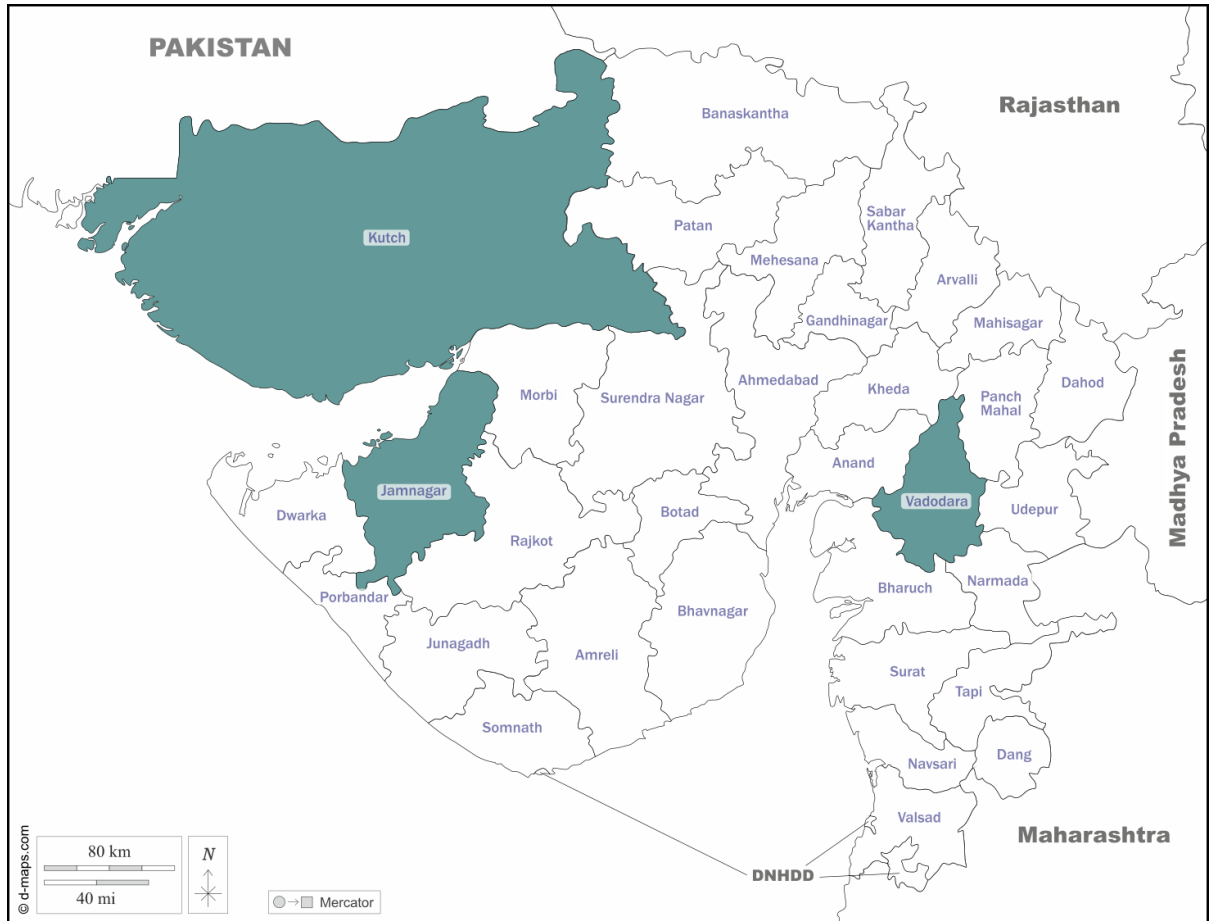 PAKISTAN
Rajasthan
Banaskantha
Patan
Sabar
Kantha
Kutch
Mehesana
Arvalli
Gandhinagar
Mahisagar
Morbi
Surendra Nagar
Ahmedabad
Kheda
Panch
Mahal
Dahod
Madhya Pradesh
Anand
Jamnagar
Vadodara
Dwarka
Botad
Udepur
Rajkot
Porbandar
Bhavnagar
Bharuch
Narmada
Junagadh
Amreli
Surat
Tapi
Somnath
Dang
Navsari
Valsad
Maharashtra
DNHDD
© d-maps.com
80 km
40 mi
N
Mercator